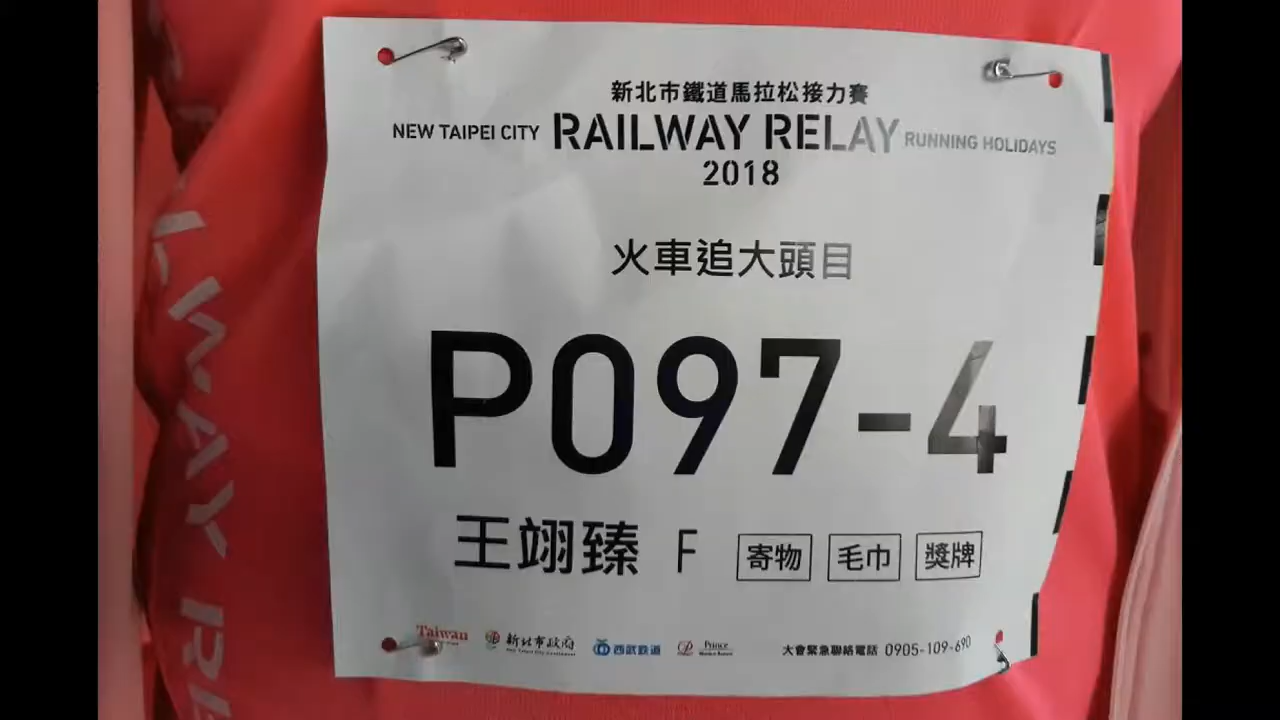 新北市鐵道馬拉松接力賽
NEW TAIPEI CITY RAILWAY RELAY RUNNING HOLIDAYS
2018
火車追大頭目
P097-4
王翊臻 F 寄物 毛巾 獎牌
Taiwan 新北市政府 西武鉄道 Prince 大會緊急聯絡電話 0905-109-690
LWAY RE